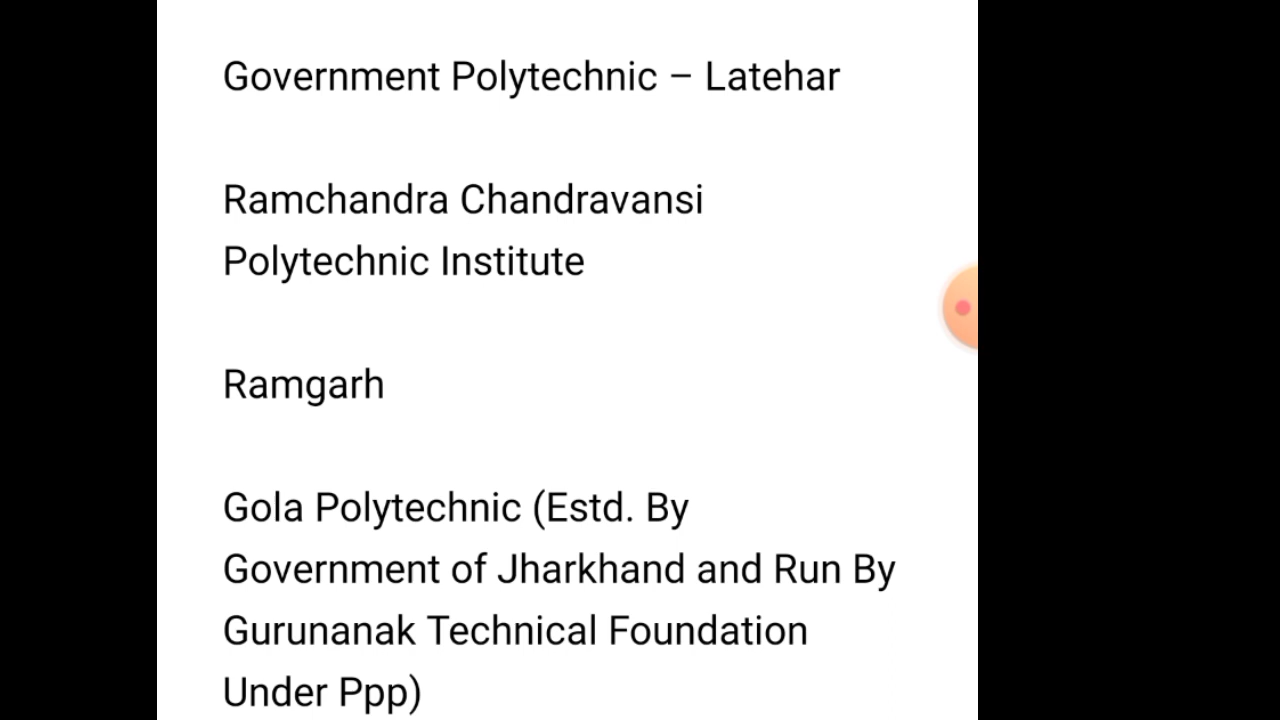 Government Polytechnic – Latehar
Ramchandra Chandravansi
Polytechnic Institute
Ramgarh
Gola Polytechnic (Estd. By
Government of Jharkhand and Run By
Gurunanak Technical Foundation
Under Ppp)